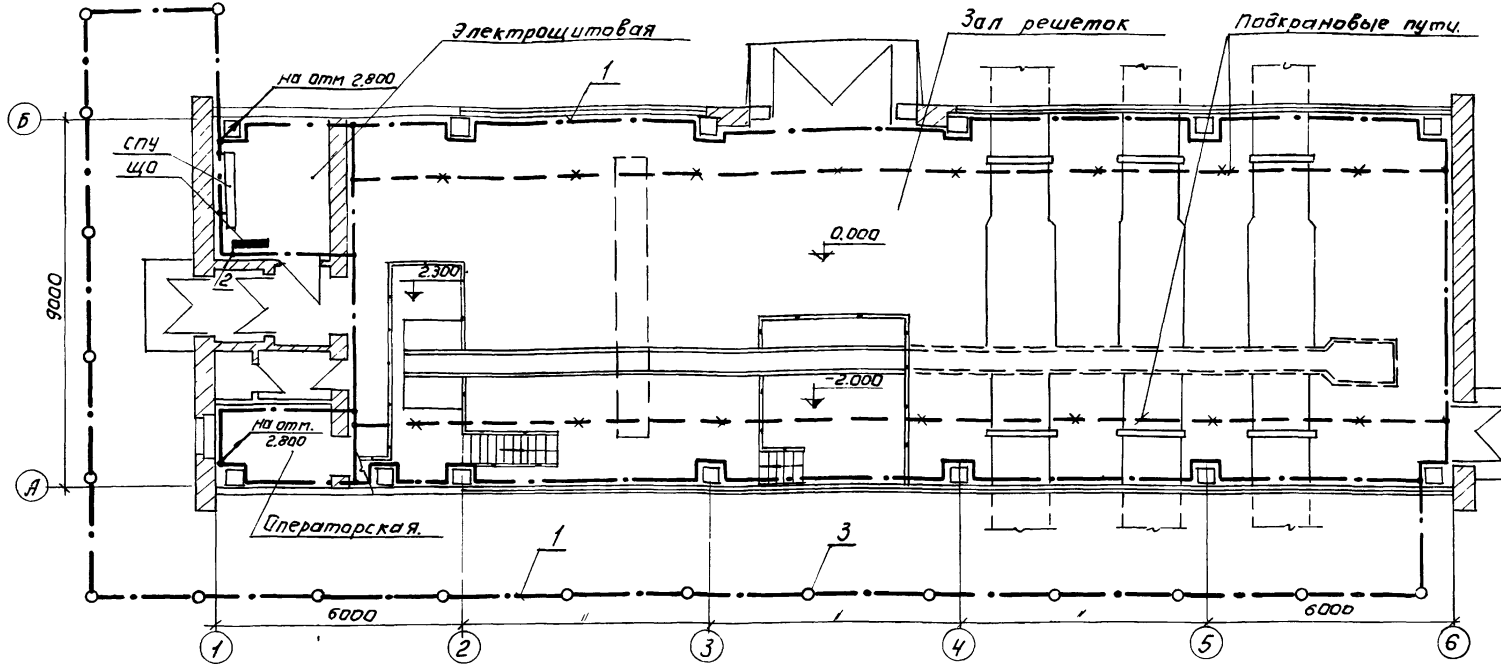 Электрощитовая
Зал решеток
Подкрановые пути.
на отм 2.800
1
Б
СПУ
ЩО
0.000
2
2.300
9000
-2.000
на отм.
2.800
А
Операторская.
1
3
6000
"
"
"
6000
1
2
3
4
5
6